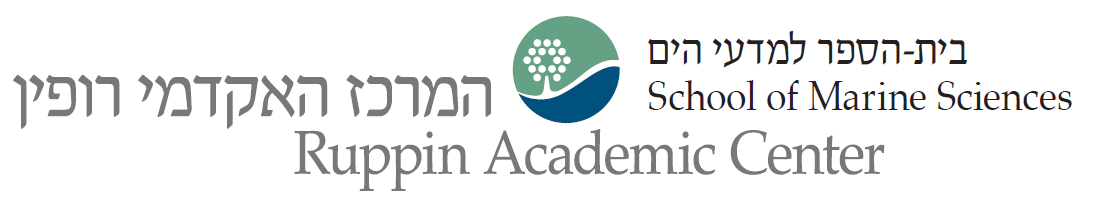 בית-הספר למדעי הים
School of Marine Sciences
המרכז האקדמי רופין
Ruppin Academic Center